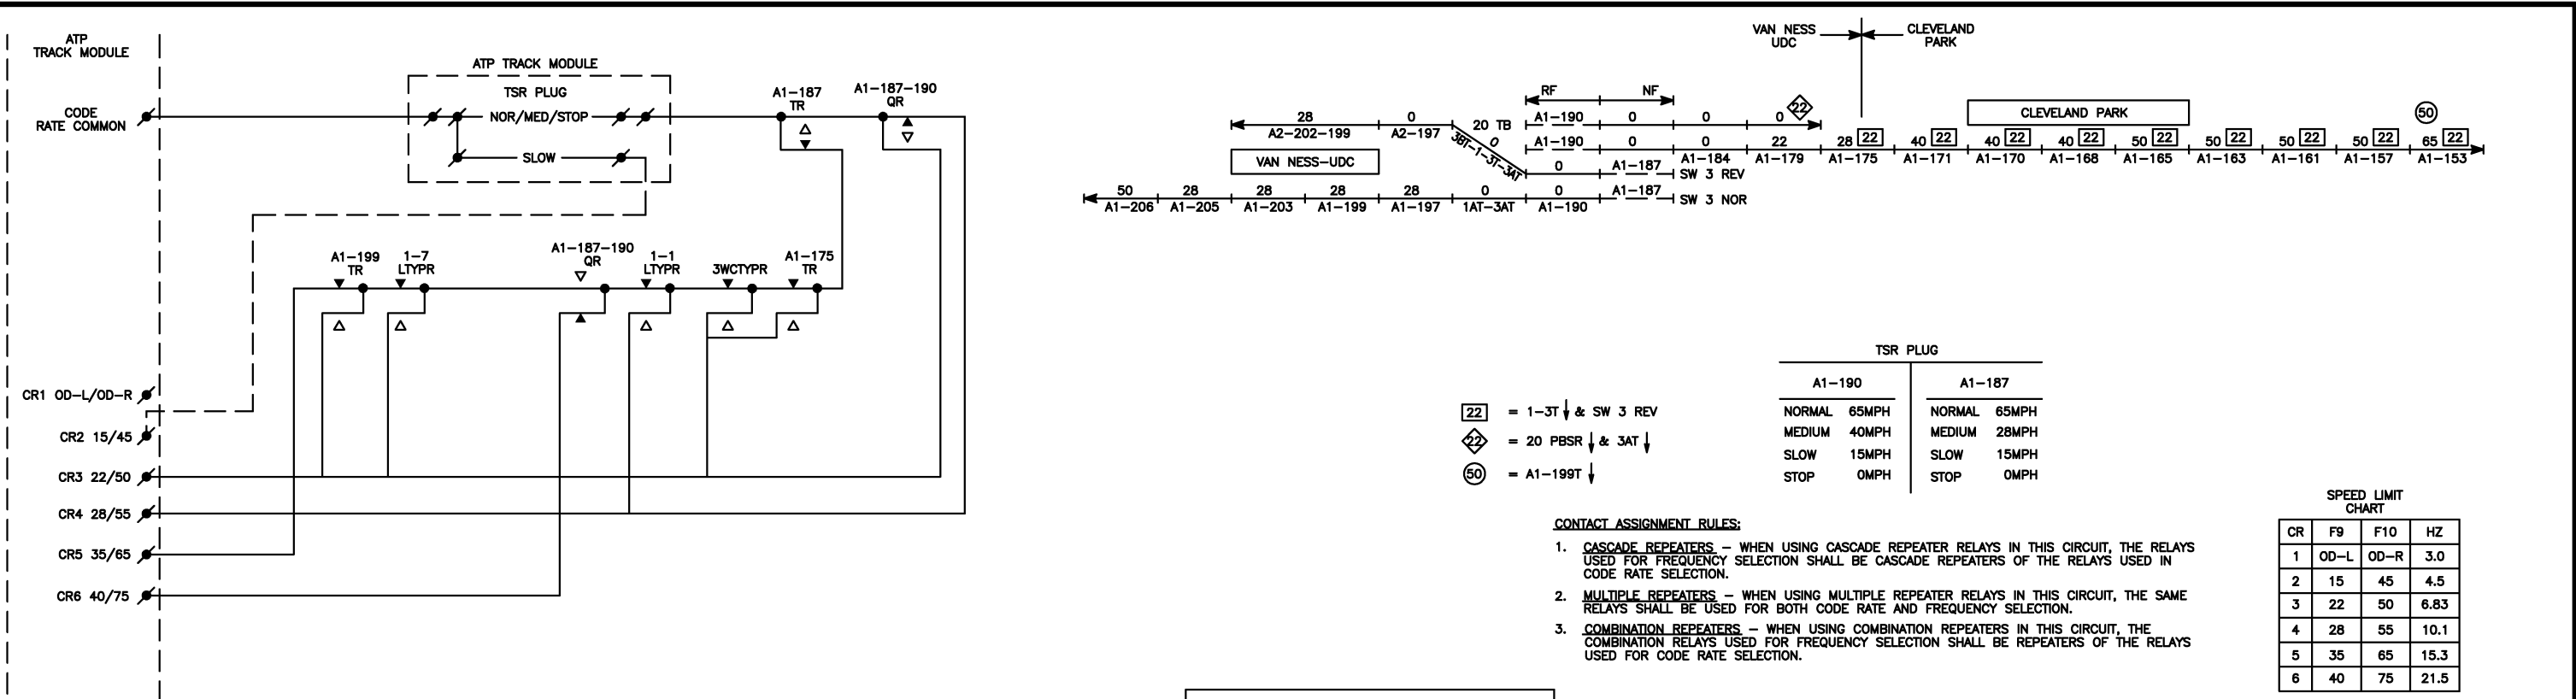 ATP
TRACK MODULE
CODE
RATE COMMON
ATP TRACK MODULE
TSR PLUG
NOR/MED/STOP
SLOW
A1-187
TR
A1-187-190
QR
A1-199
TR
1-7
LTYPR
A1-187-190
QR
1-1
LTYPR
3WCTYPR
A1-175
TR
CR1 OD-L/OD-R
CR2 15/45
CR3 22/50
CR4 28/55
CR5 35/65
CR6 40/75
VAN NESS
UDC
CLEVELAND
PARK
RF NF
28 0 20 TB A1-190 0 0 0 22
A2-202-199 A2-197
0
3BT-1-3T-3AT
CLEVELAND PARK
50
A1-190 0 0 22 28 22 40 22 40 22 40 22 50 22 50 22 50 22 50 22 65 22
A1-184 A1-179 A1-175 A1-171 A1-170 A1-168 A1-165 A1-163 A1-161 A1-157 A1-153
VAN NESS-UDC
0 A1-187 SW 3 REV
50 28 28 28 28 0 0 A1-187 SW 3 NOR
A1-206 A1-205 A1-203 A1-199 A1-197 1AT-3AT A1-190
22 = 1-3T ↓ & SW 3 REV
22 = 20 PBSR ↓ & 3AT ↓
50 = A1-199T ↓
TSR PLUG
A1-190 A1-187
NORMAL 65MPH NORMAL 65MPH
MEDIUM 40MPH MEDIUM 28MPH
SLOW 15MPH SLOW 15MPH
STOP 0MPH STOP 0MPH
CONTACT ASSIGNMENT RULES:
1. CASCADE REPEATERS – WHEN USING CASCADE REPEATER RELAYS IN THIS CIRCUIT, THE RELAYS
USED FOR FREQUENCY SELECTION SHALL BE CASCADE REPEATERS OF THE RELAYS USED IN
CODE RATE SELECTION.
2. MULTIPLE REPEATERS – WHEN USING MULTIPLE REPEATER RELAYS IN THIS CIRCUIT, THE SAME
RELAYS SHALL BE USED FOR BOTH CODE RATE AND FREQUENCY SELECTION.
3. COMBINATION REPEATERS – WHEN USING COMBINATION REPEATERS IN THIS CIRCUIT, THE
COMBINATION RELAYS USED FOR FREQUENCY SELECTION SHALL BE REPEATERS OF THE RELAYS
USED FOR CODE RATE SELECTION.
SPEED LIMIT
CHART
CR F9 F10 HZ
1 OD-L OD-R 3.0
2 15 45 4.5
3 22 50 6.83
4 28 55 10.1
5 35 65 15.3
6 40 75 21.5